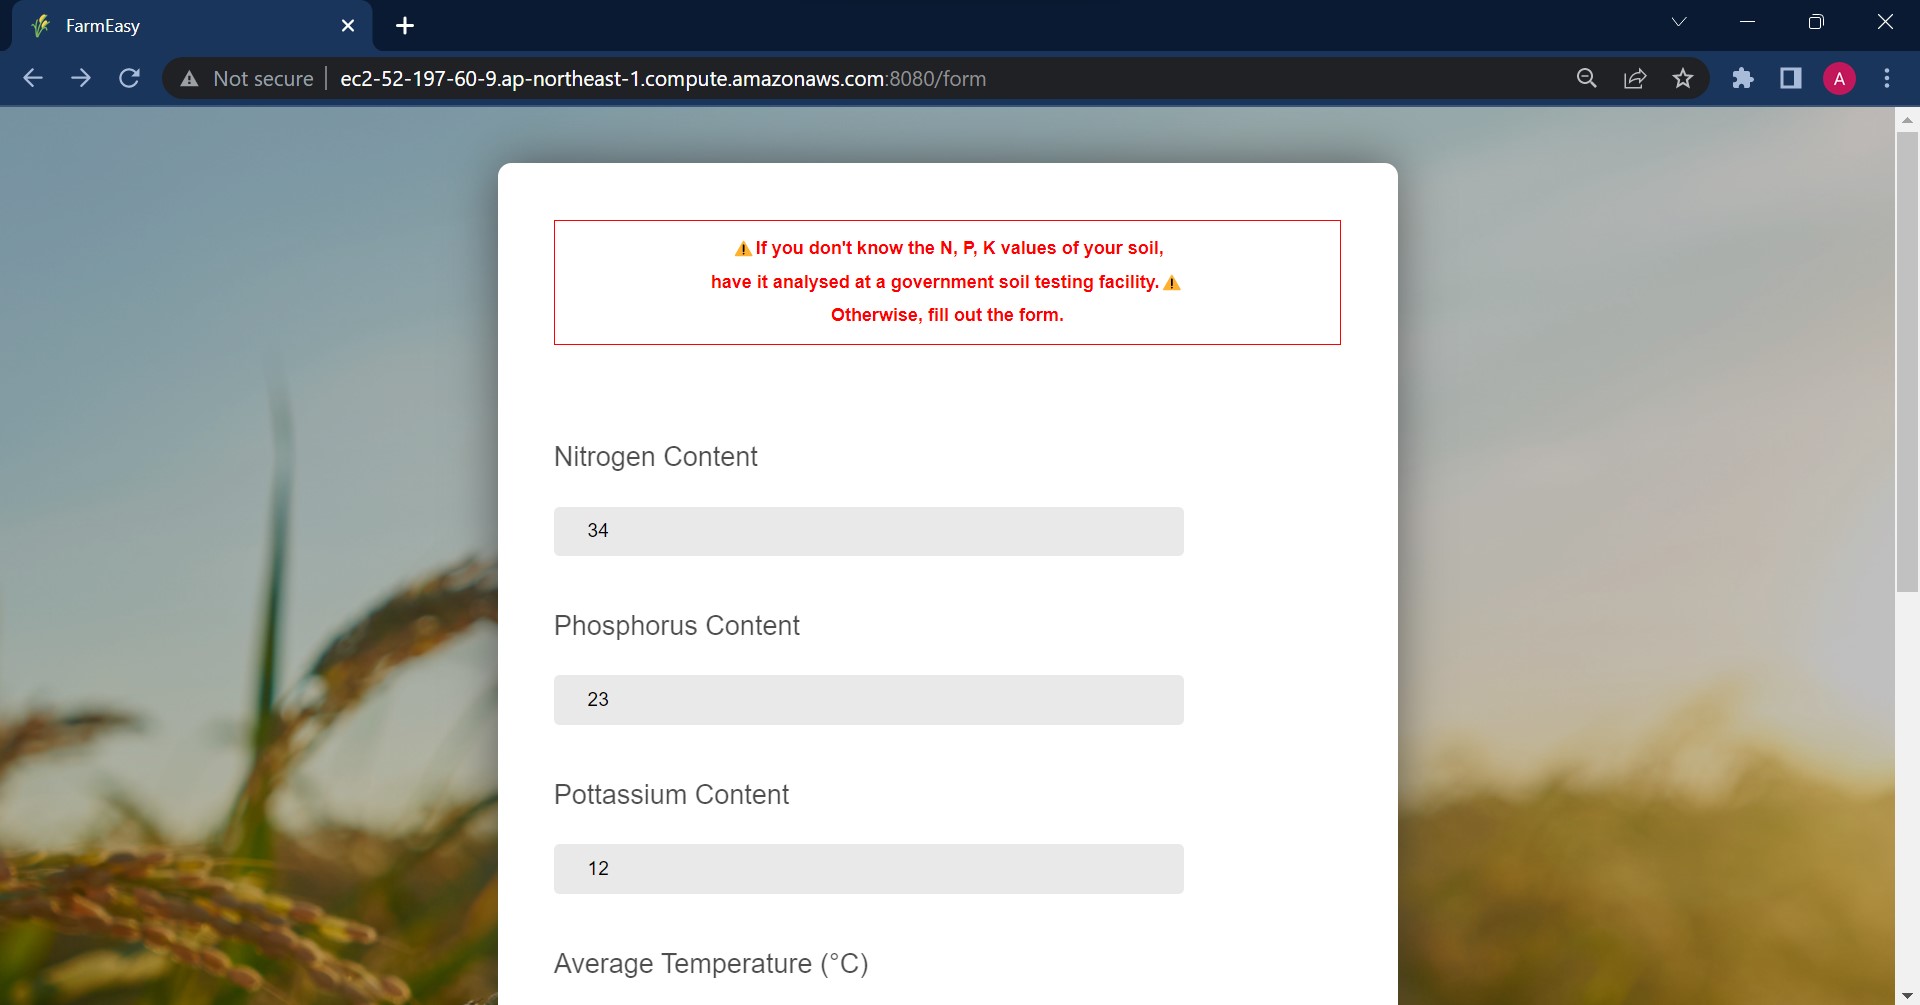 FarmEasy
Not secure
ec2-52-197-60-9.ap-northeast-1.compute.amazonaws.com:8080/form
A
⚠️If you don't know the N, P, K values of your soil,
have it analysed at a government soil testing facility.⚠️
Otherwise, fill out the form.
Nitrogen Content
34
Phosphorus Content
23
Pottassium Content
12
Average Temperature (°C)